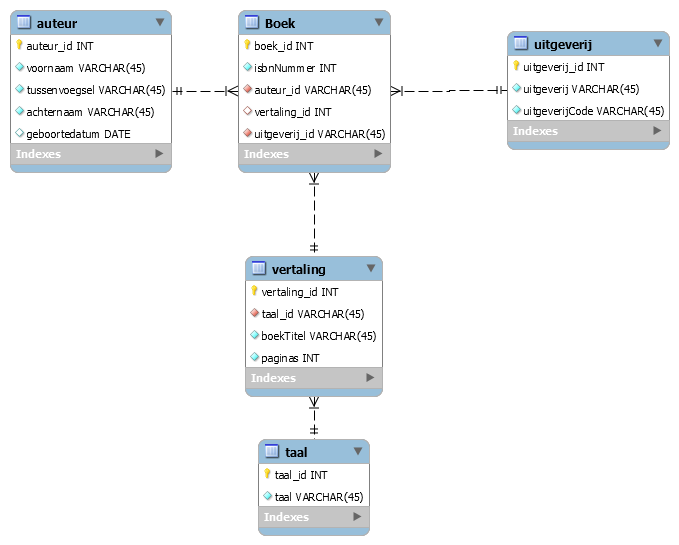 auteur
auteur_id INT
voornaam VARCHAR(45)
tussenvoegsel VARCHAR(45)
achternaam VARCHAR(45)
geboortedatum DATE
Indexes
Boek
boek_id INT
isbnNummer INT
auteur_id VARCHAR(45)
vertaling_id INT
uitgeverij_id VARCHAR(45)
Indexes
uitgeverij
uitgeverij_id INT
uitgeverij VARCHAR(45)
uitgeverijCode VARCHAR(45)
Indexes
vertaling
vertaling_id INT
taal_id VARCHAR(45)
boekTitel VARCHAR(45)
paginas INT
Indexes
taal
taal_id INT
taal VARCHAR(45)
Indexes